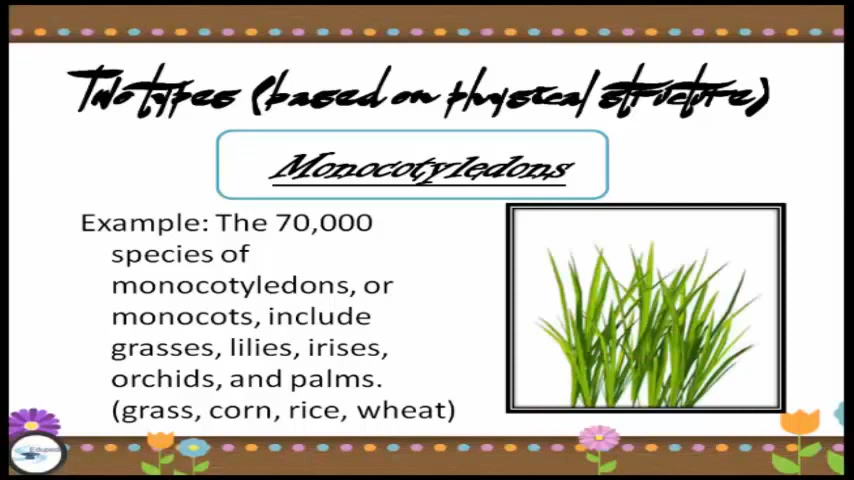 Two types (based on physical structure)
Monocotyledons
Example: The 70,000
species of
monocotyledons, or
monocots, include
grasses, lilies, irises,
orchids, and palms.
(grass, corn, rice, wheat)